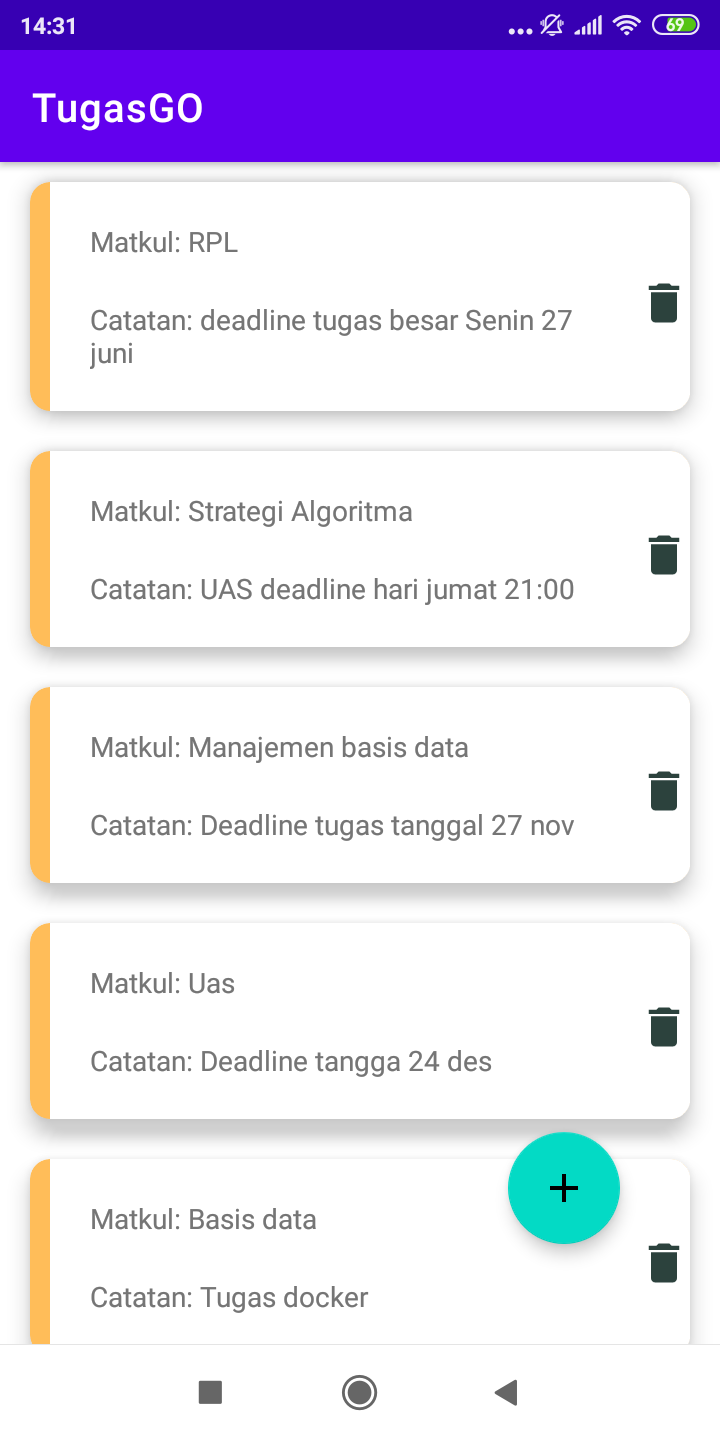 14:31
69
TugasGO
Matkul: RPL
Catatan: deadline tugas besar Senin 27
juni
Matkul: Strategi Algoritma
Catatan: UAS deadline hari jumat 21:00
Matkul: Manajemen basis data
Catatan: Deadline tugas tanggal 27 nov
Matkul: Uas
Catatan: Deadline tangga 24 des
Matkul: Basis data
Catatan: Tugas docker